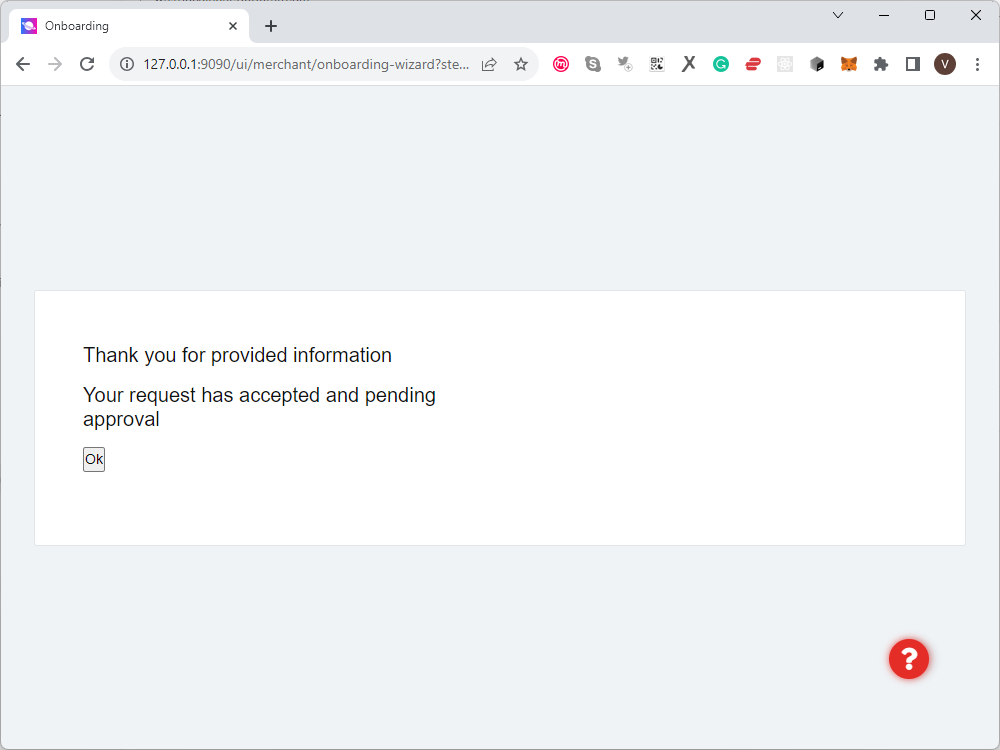 Onboarding
127.0.0.1:9090/ui/merchant/onboarding-wizard?ste...
V
Thank you for provided information
Your request has accepted and pending
approval
Ok
?